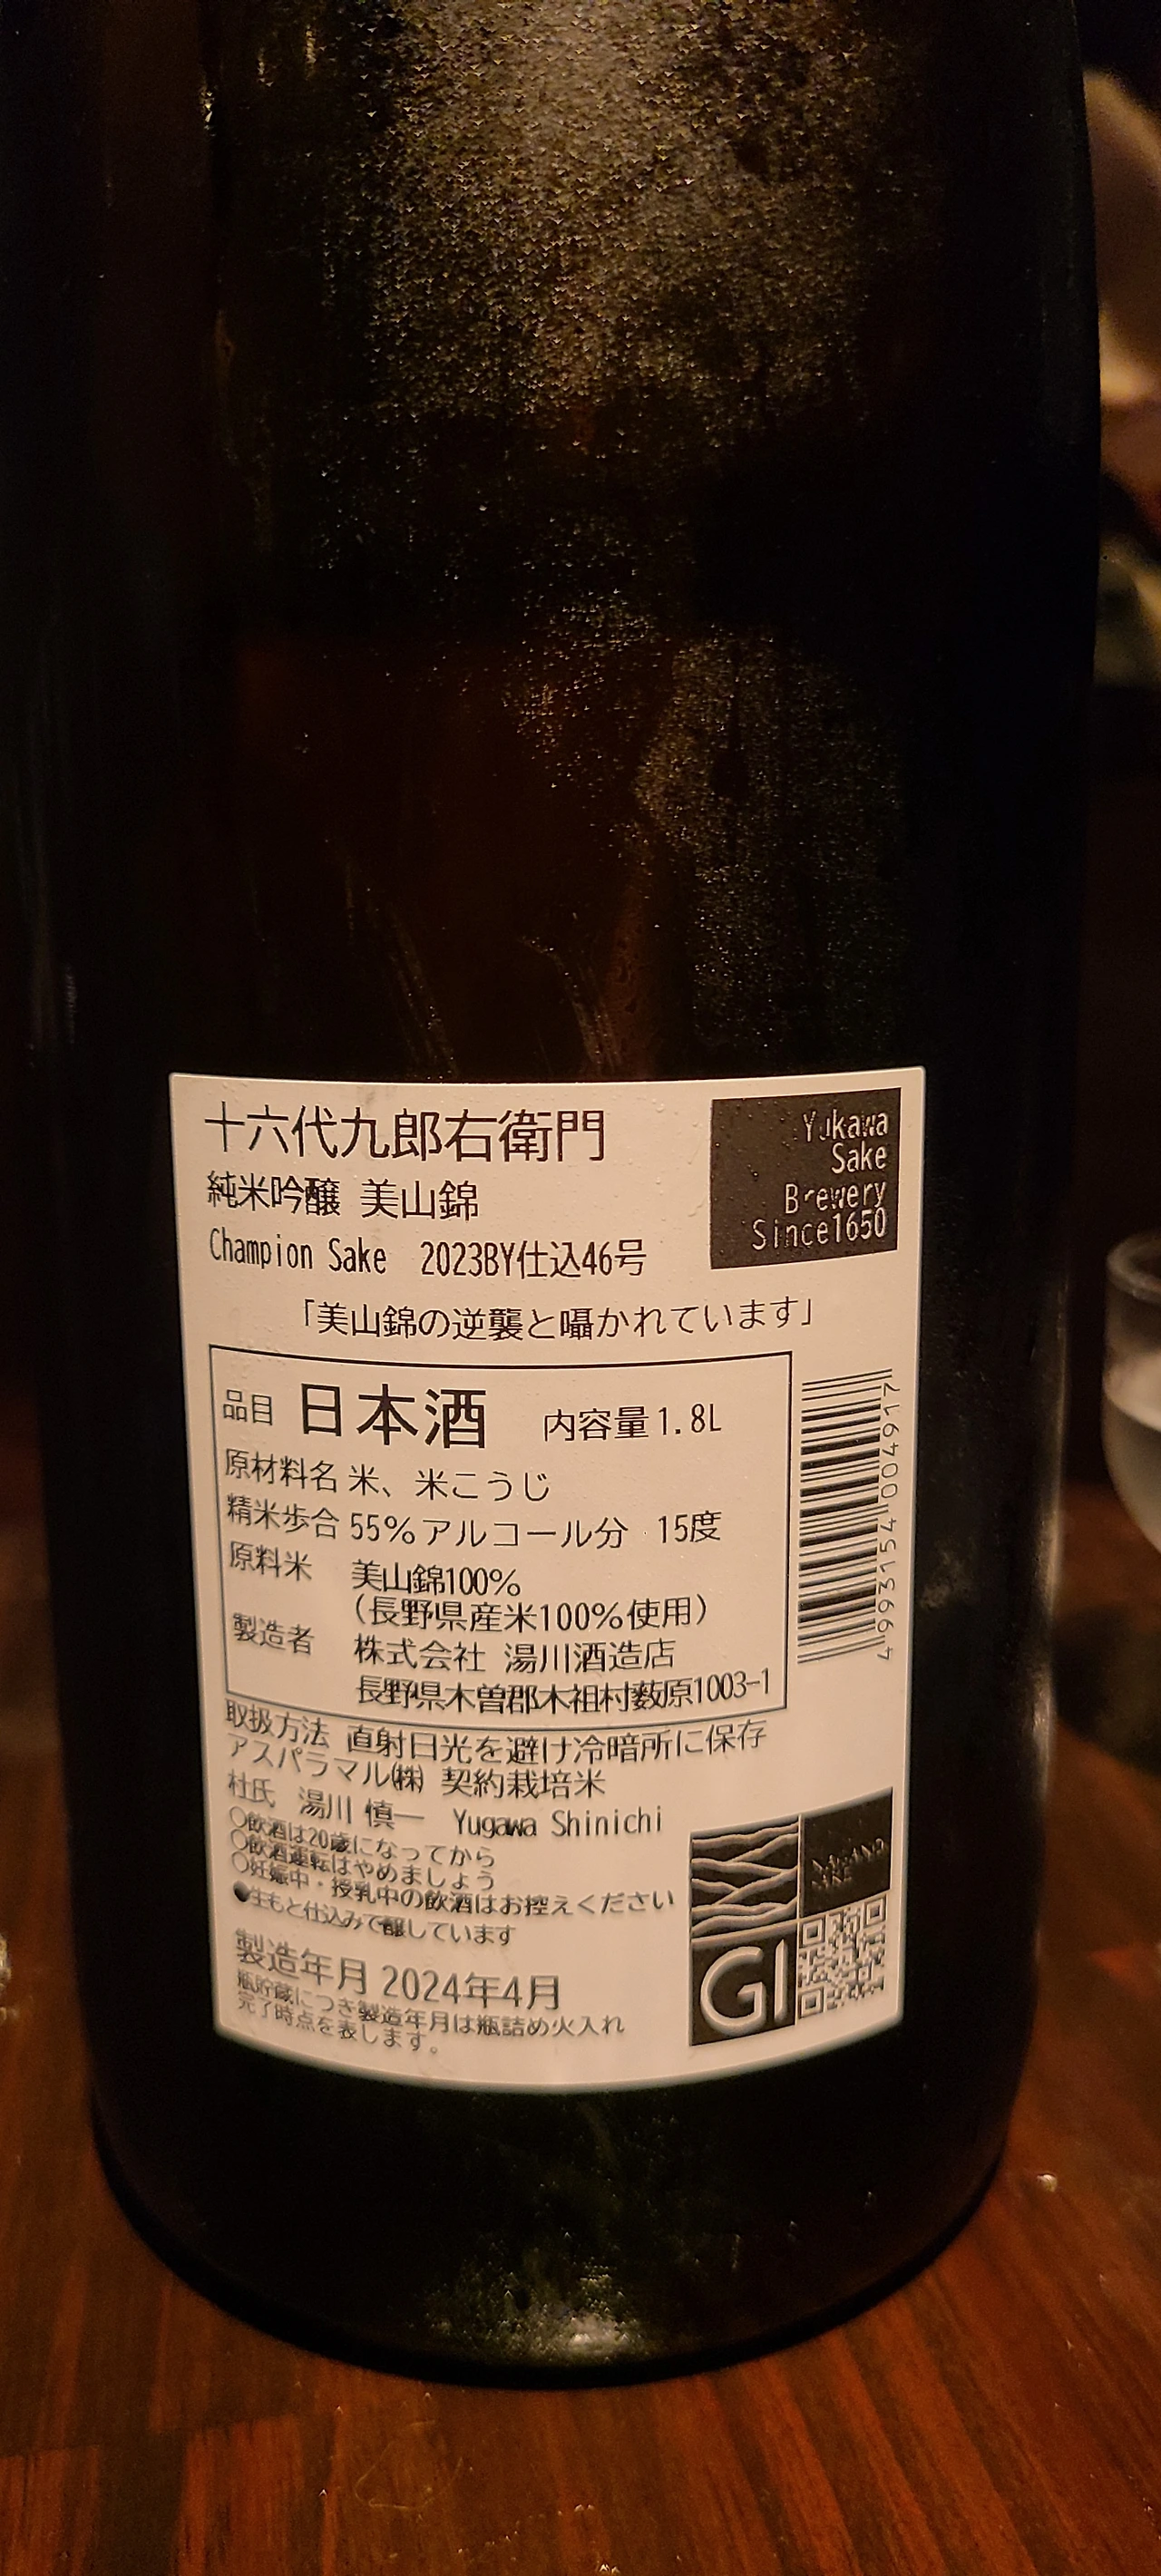 十六代九郎右衛門
純米吟醸 美山錦
Champion Sake 2023BY仕込46号
Yukawa
Sake
Brewery
Since1650
「美山錦の逆襲と囁かれています」
品目 日本酒 内容量1.8L
原材料名 米、米こうじ
精米歩合 55% アルコール分 15度
原料米 美山錦100%
(長野県産米100%使用)
製造者 株式会社 湯川酒造店
長野県木曽郡木祖村薮原1003-1
4993154004917
取扱方法 直射日光を避け冷暗所に保存
アスパラマル㈱ 契約栽培米
杜氏 湯川 慎一 Yugawa Shinichi
○飲酒は20歳になってから
○飲酒運転はやめましょう
○妊娠中・授乳中の飲酒はお控えください
●生もと仕込みで醸しています
製造年月 2024年4月
瓶貯蔵につき製造年月は瓶詰め火入れ
完了時点を表します。
GI